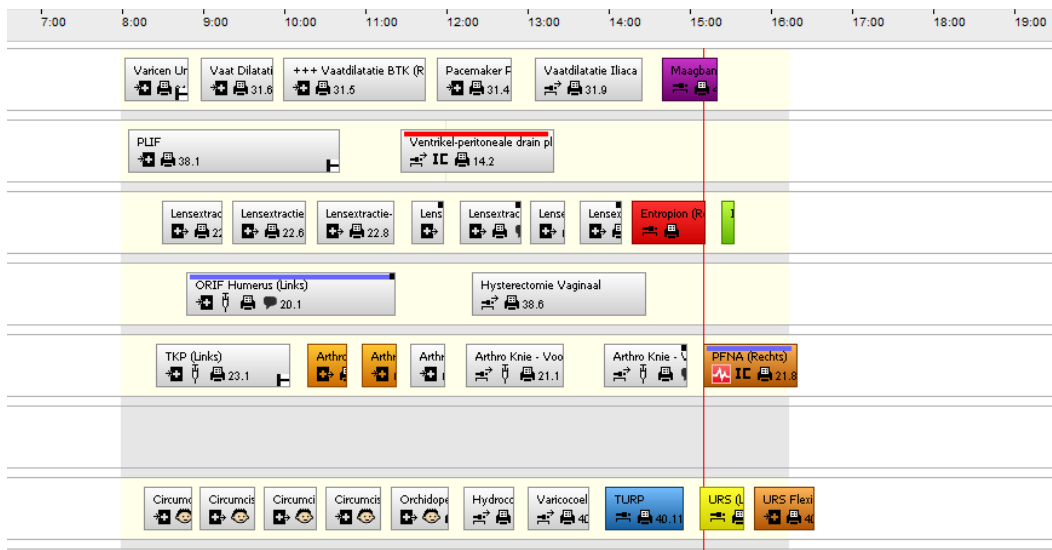 7:00 8:00 9:00 10:00 11:00 12:00 13:00 14:00 15:00 16:00 17:00 18:00 19:00
Varicen Ur Vaat Dilatati +++ Vaatdilatatie BTK (R Pacemaker F Vaatdilatatie Iliaca Maagban
31.6 31.5 31.4 31.9
PLIF Ventrikel-peritoneale drain pl
38.1 IC 14.2
Lensextrac Lensextractie Lensextractie- Lens Lensextrac Lense Lensex Entropion (R
22 22.6 22.8
ORIF Humerus (Links) Hysterectomie Vaginaal
20.1 38.6
TKP (Links) Arthro Arthr Arthr Arthro Knie - Voo Arthro Knie - V PFNA (Rechts)
23.1 21.1 IC 21.8
Circumc Circumcis Circumci Circumcis Orchidope Hydroco Varicocoel TURP URS (L URS Flexi
40 40.11 40